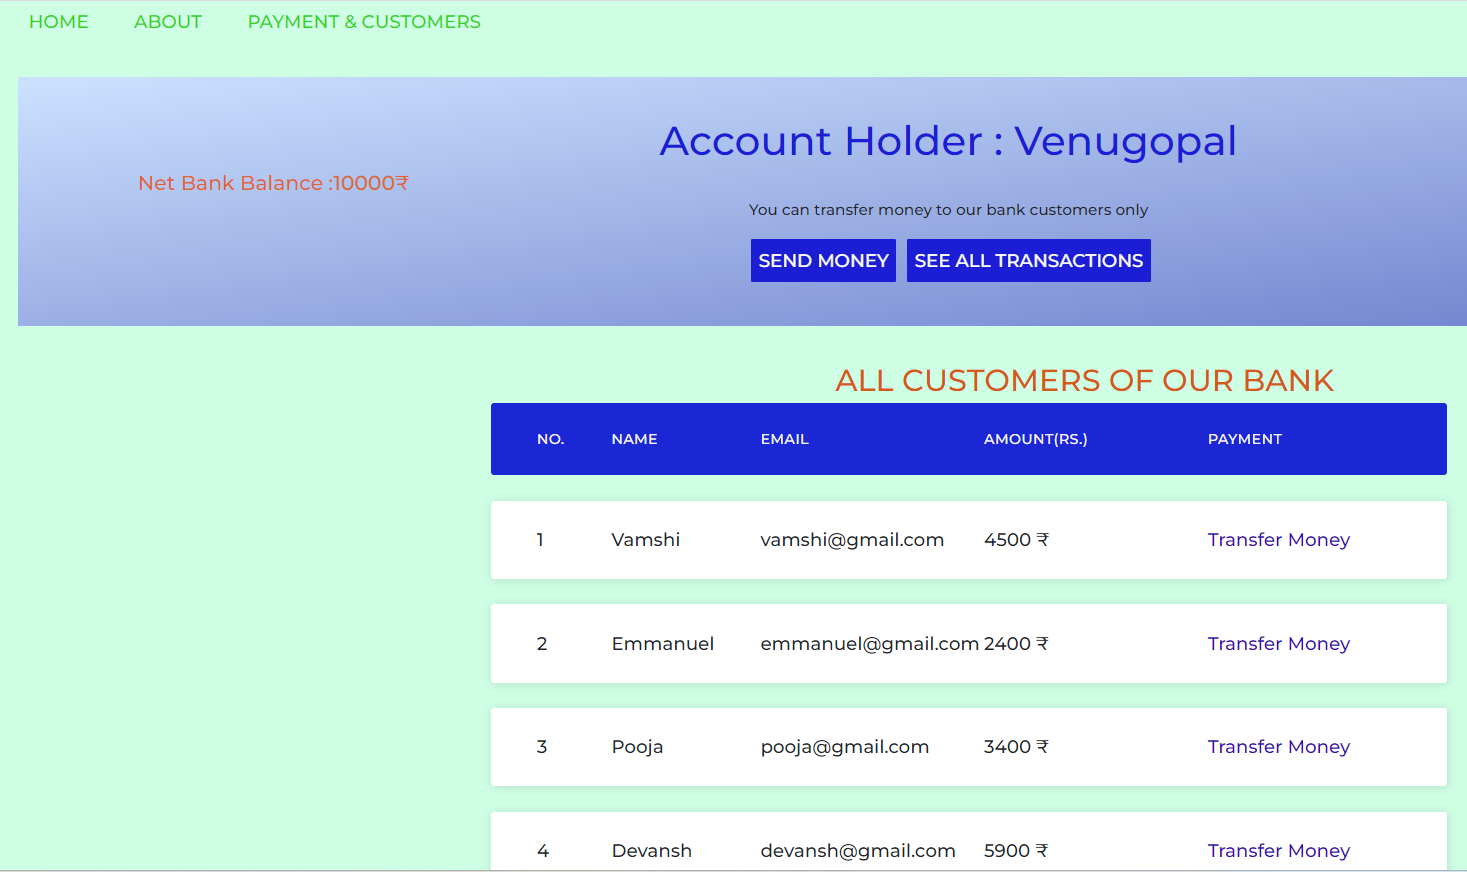 HOME ABOUT PAYMENT & CUSTOMERS
Account Holder : Venugopal
Net Bank Balance :10000₹
You can transfer money to our bank customers only
SEND MONEY SEE ALL TRANSACTIONS
ALL CUSTOMERS OF OUR BANK
NO. NAME EMAIL AMOUNT(RS.) PAYMENT
1 Vamshi vamshi@gmail.com 4500 ₹ Transfer Money
2 Emmanuel emmanuel@gmail.com 2400 ₹ Transfer Money
3 Pooja pooja@gmail.com 3400 ₹ Transfer Money
4 Devansh devansh@gmail.com 5900 ₹ Transfer Money